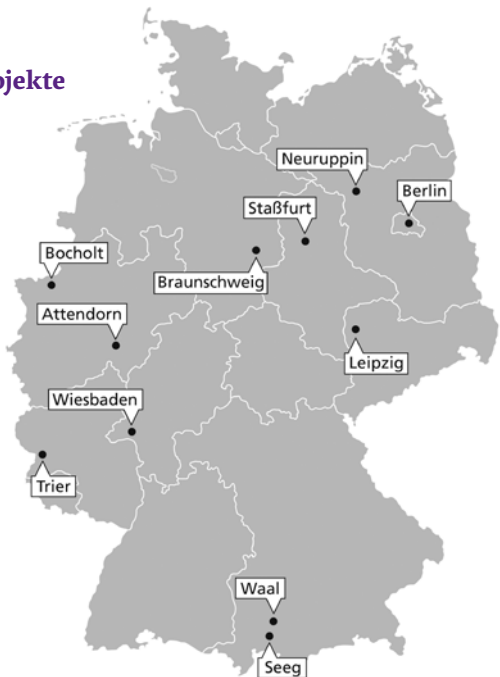 ojekte
Neuruppin
Berlin
Staßfurt
Bocholt
Braunschweig
Attendorn
Leipzig
Wiesbaden
Trier
Waal
Seeg